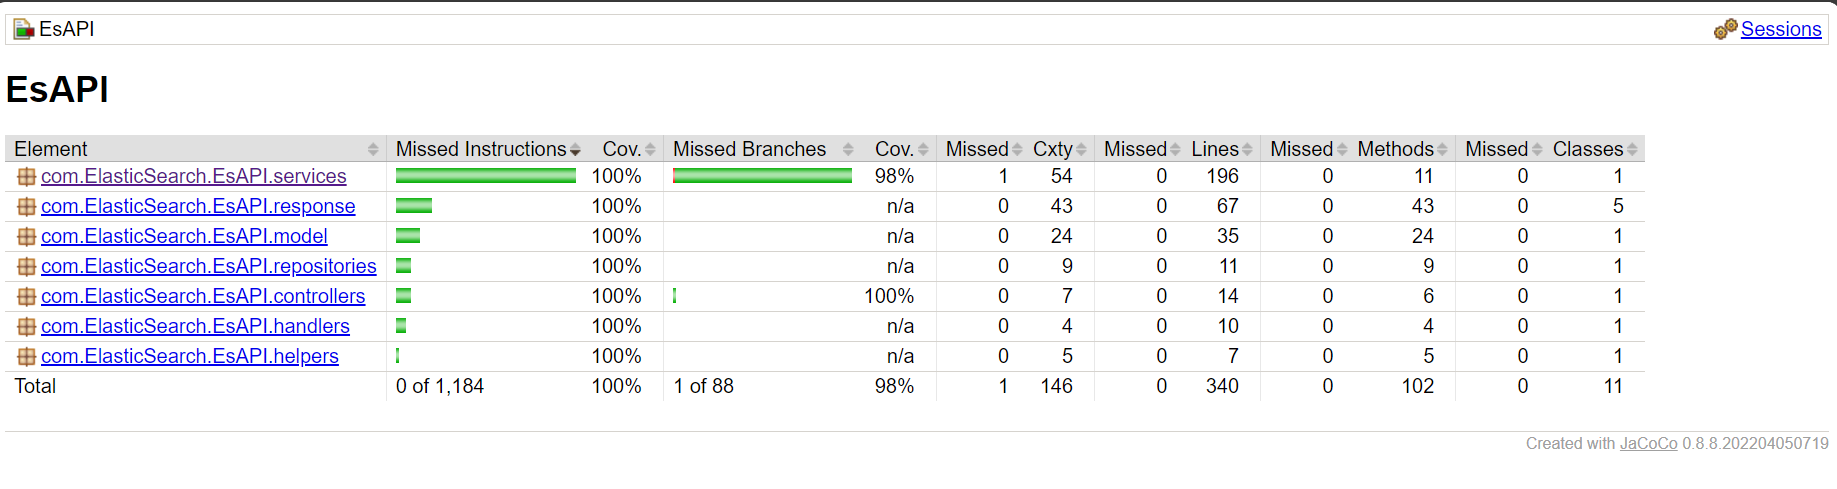 EsAPI Sessions
EsAPI
Element Missed Instructions Cov. Missed Branches Cov. Missed Cxty Missed Lines Missed Methods Missed Classes
com.ElasticSearch.EsAPI.services 100% 98% 1 54 0 196 0 11 0 1
com.ElasticSearch.EsAPI.response 100% n/a 0 43 0 67 0 43 0 5
com.ElasticSearch.EsAPI.model 100% n/a 0 24 0 35 0 24 0 1
com.ElasticSearch.EsAPI.repositories 100% n/a 0 9 0 11 0 9 0 1
com.ElasticSearch.EsAPI.controllers 100% 100% 0 7 0 14 0 6 0 1
com.ElasticSearch.EsAPI.handlers 100% n/a 0 4 0 10 0 4 0 1
com.ElasticSearch.EsAPI.helpers 100% n/a 0 5 0 7 0 5 0 1
Total 0 of 1,184 100% 1 of 88 98% 1 146 0 340 0 102 0 11
Created with JaCoCo 0.8.8.202204050719